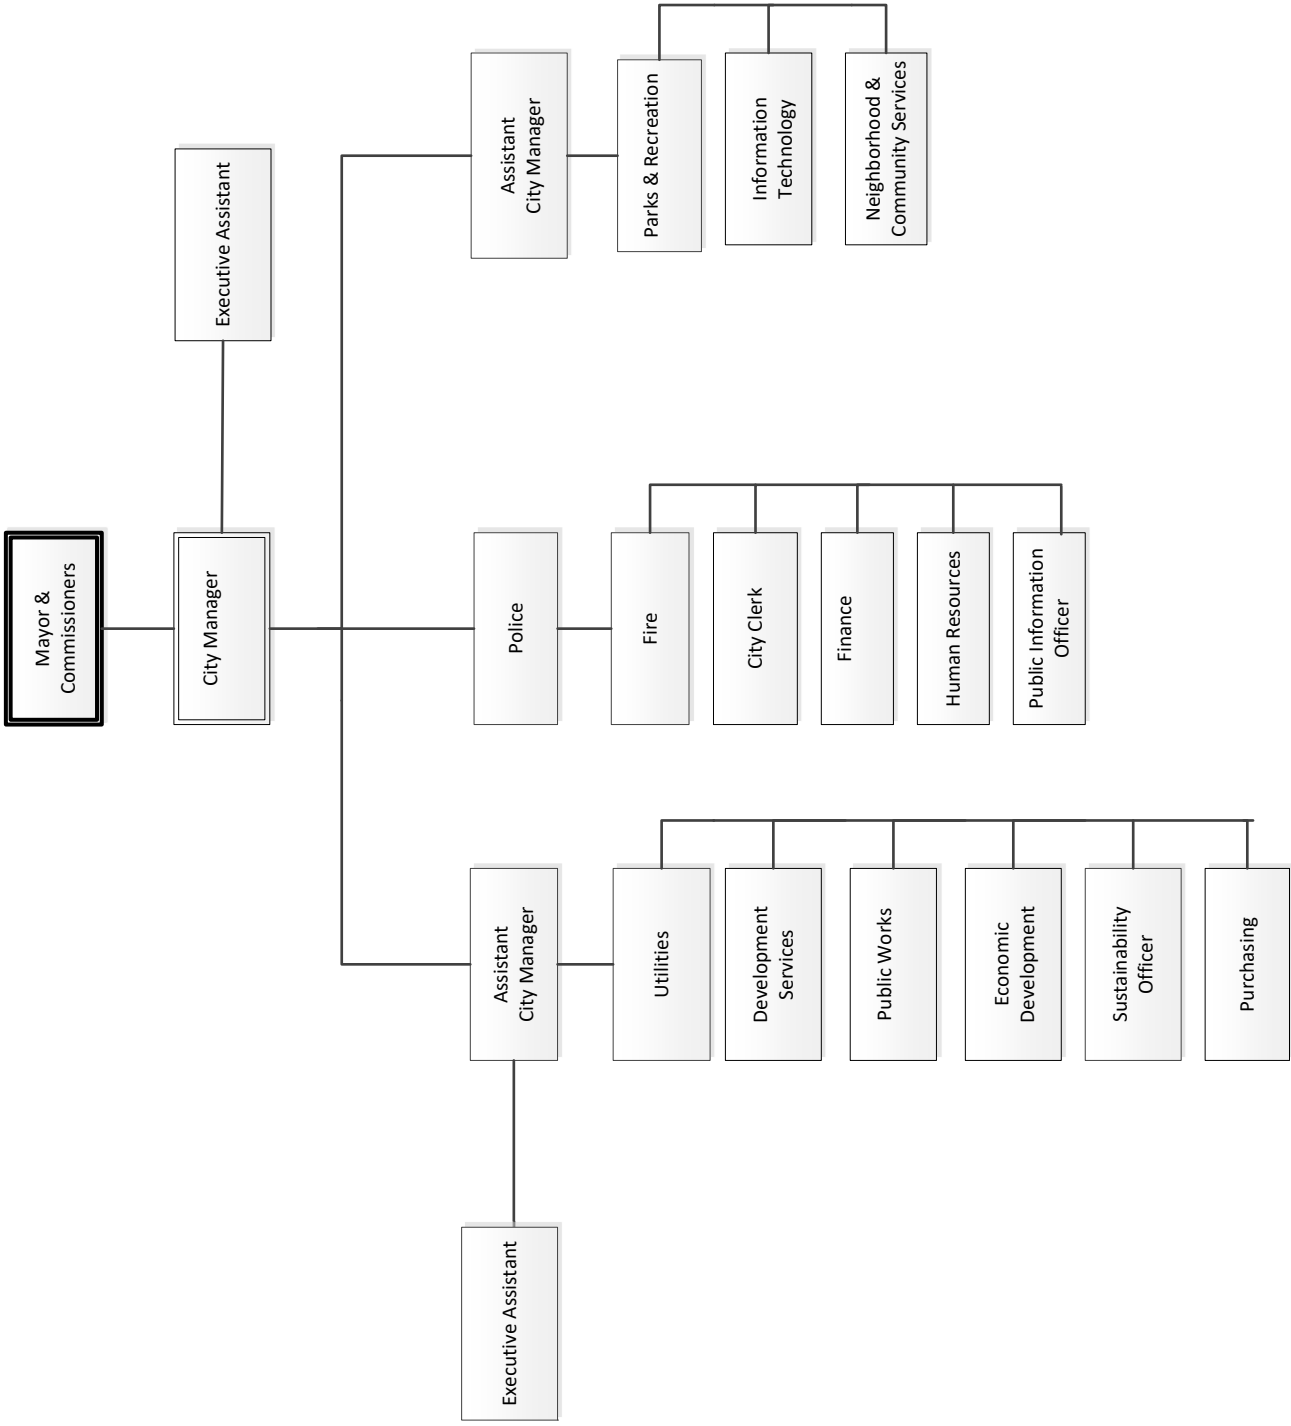 Mayor &
Commissioners
City Manager
Executive Assistant
Executive Assistant
Assistant
City Manager
Utilities
Development
Services
Public Works
Economic
Development
Sustainability
Officer
Purchasing
Police
Fire
City Clerk
Finance
Human Resources
Public Information
Officer
Assistant
City Manager
Parks & Recreation
Information
Technology
Neighborhood &
Community Services